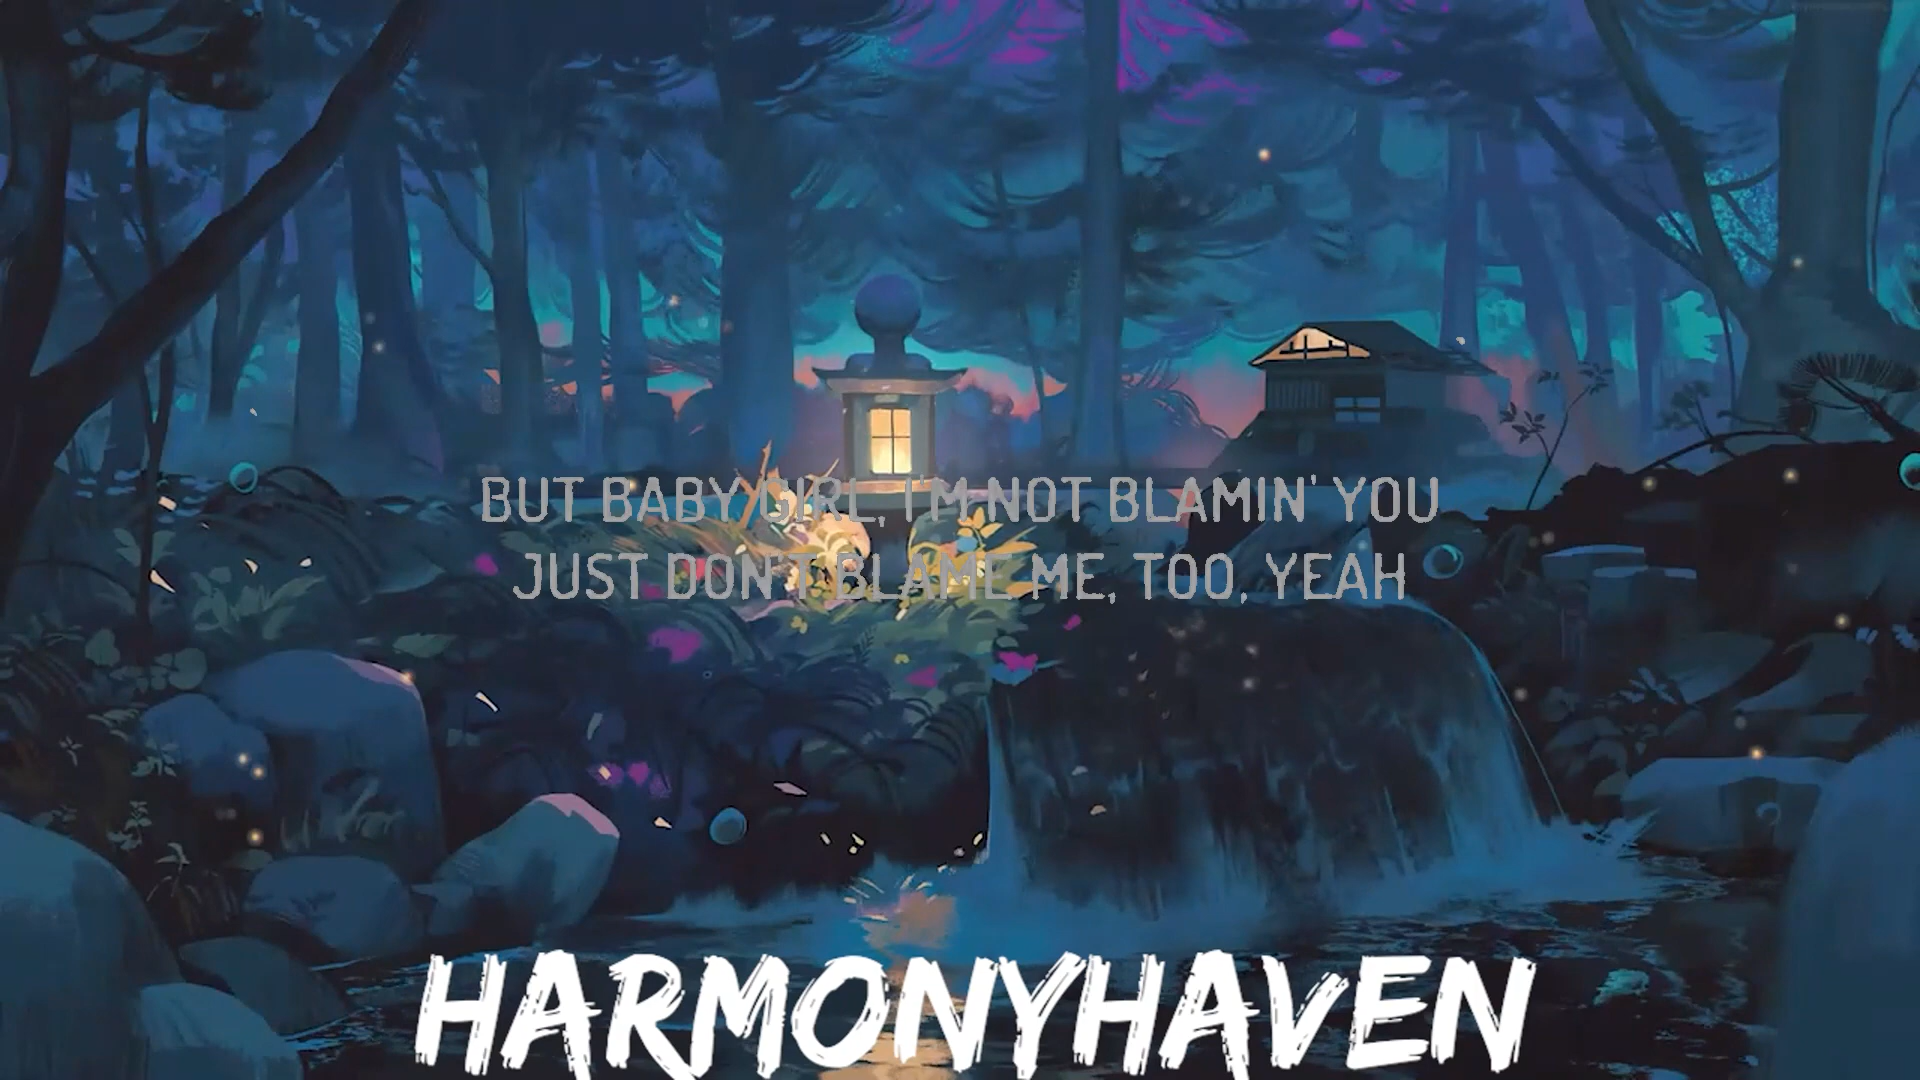 BUT BABY GIRL, I'M NOT BLAMIN' YOU
JUST DON'T BLAME ME, TOO, YEAH
HARMONYHAVEN